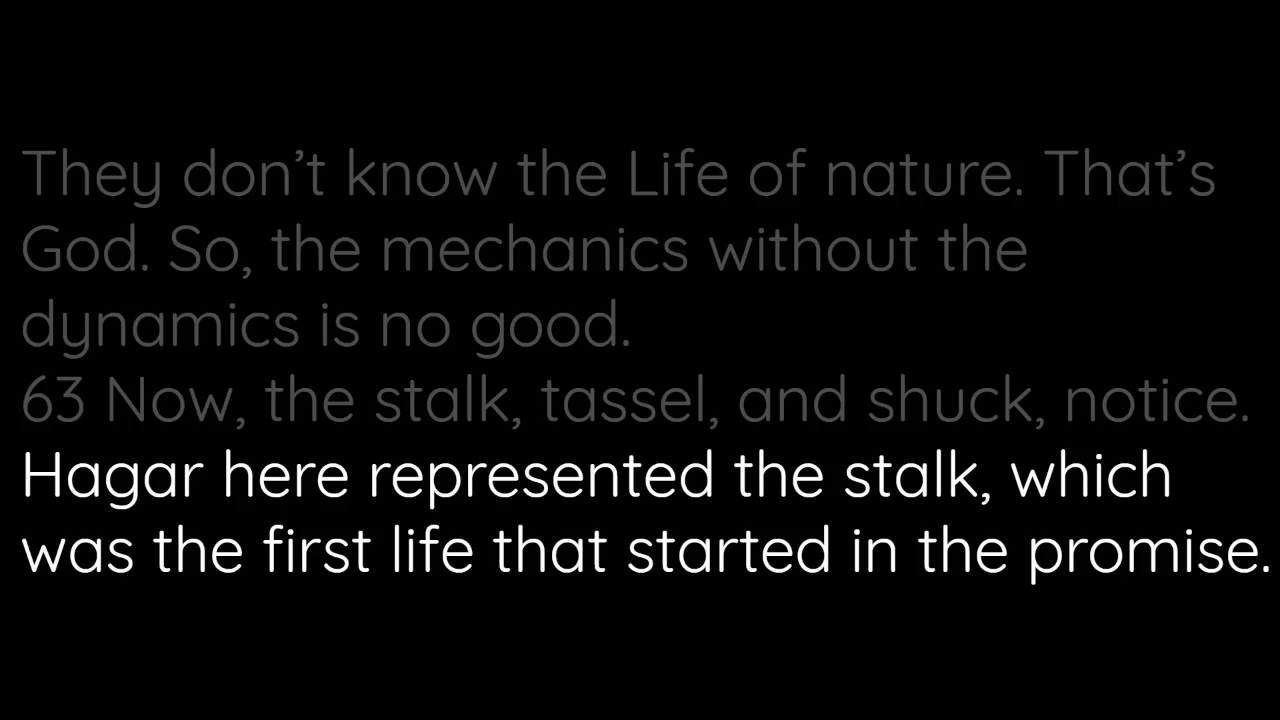 They don’t know the Life of nature. That’s
God. So, the mechanics without the
dynamics is no good.
63 Now, the stalk, tassel, and shuck, notice.
Hagar here represented the stalk, which
was the first life that started in the promise.